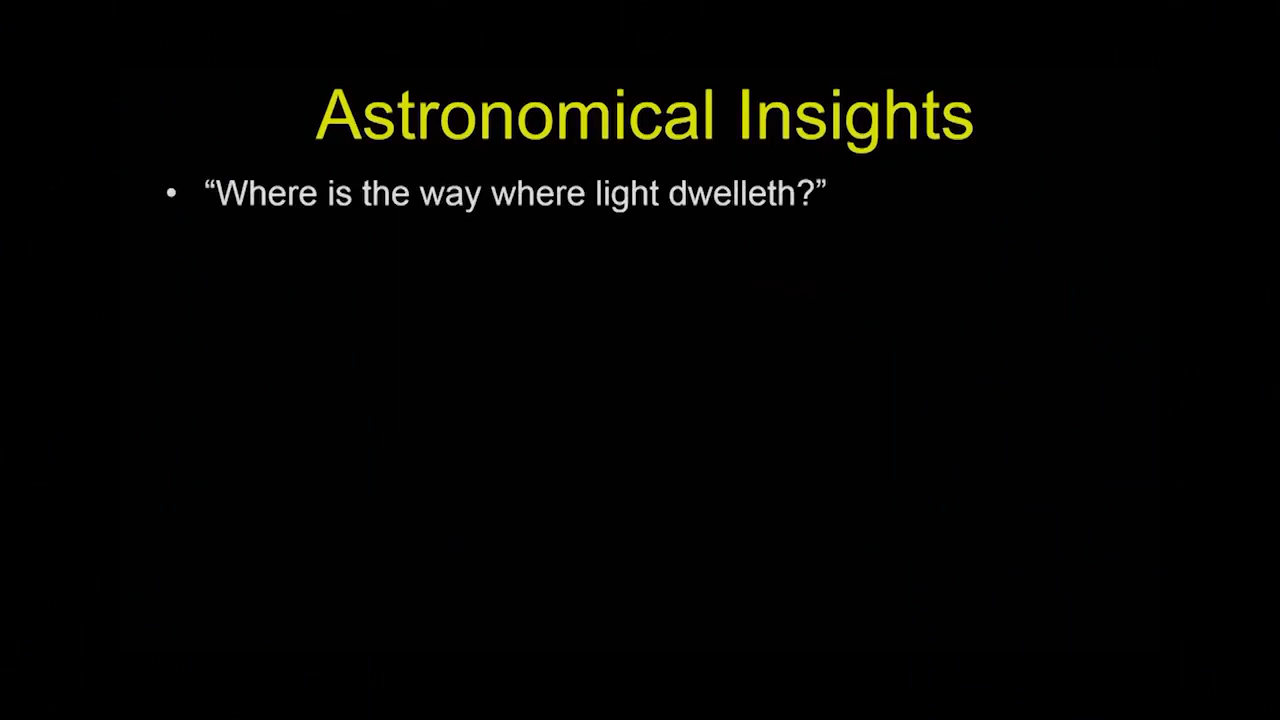 Astronomical Insights
• “Where is the way where light dwelleth?”